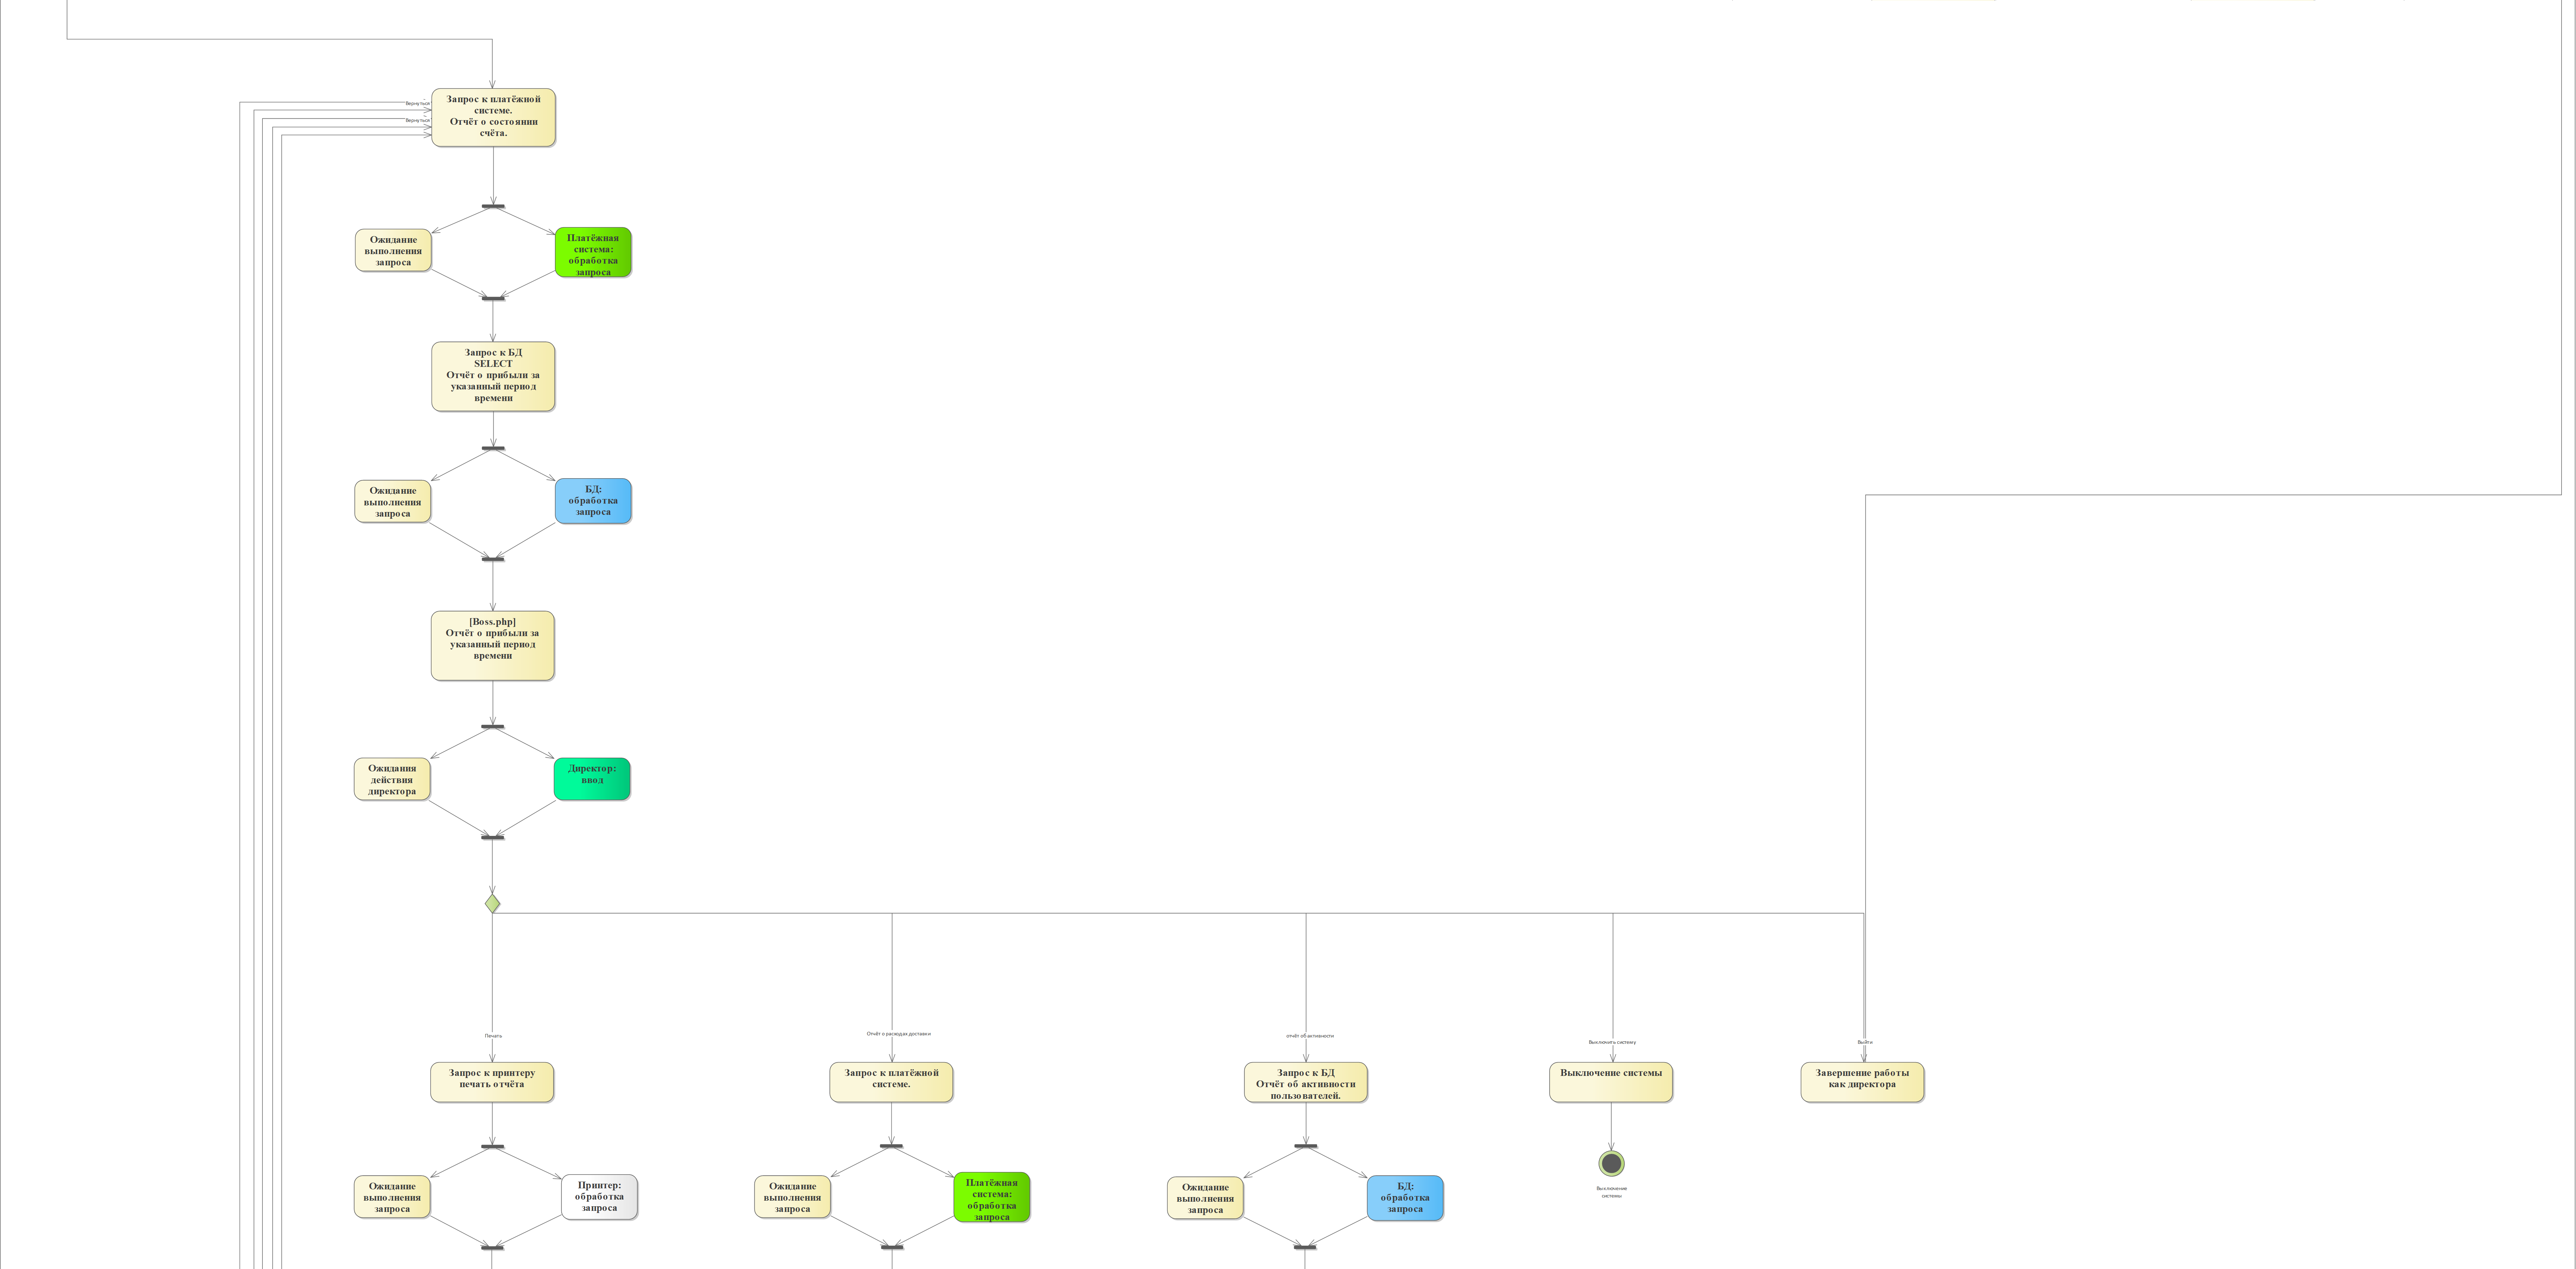 Вернуться
Вернуться
Запрос к платёжной
системе.
Отчёт о состоянии
счёта.
Ожидание
выполнения
запроса
Платёжная
система:
обработка
запроса
Запрос к БД
SELECT
Отчёт о прибыли за
указанный период
времени
Ожидание
выполнения
запроса
БД:
обработка
запроса
[Boss.php]
Отчёт о прибыли за
указанный период
времени
Ожидания
действия
директора
Директор:
ввод
Печать
Отчёт о расходах доставки
отчёт об активности
Выключить систему
Выйти
Запрос к принтеру
печать отчёта
Запрос к платёжной
системе.
Запрос к БД
Отчёт об активности
пользователей.
Выключение системы
Завершение работы
как директора
Ожидание
выполнения
запроса
Принтер:
обработка
запроса
Ожидание
выполнения
запроса
Платёжная
система:
обработка
запроса
Ожидание
выполнения
запроса
БД:
обработка
запроса
Выключение
системы